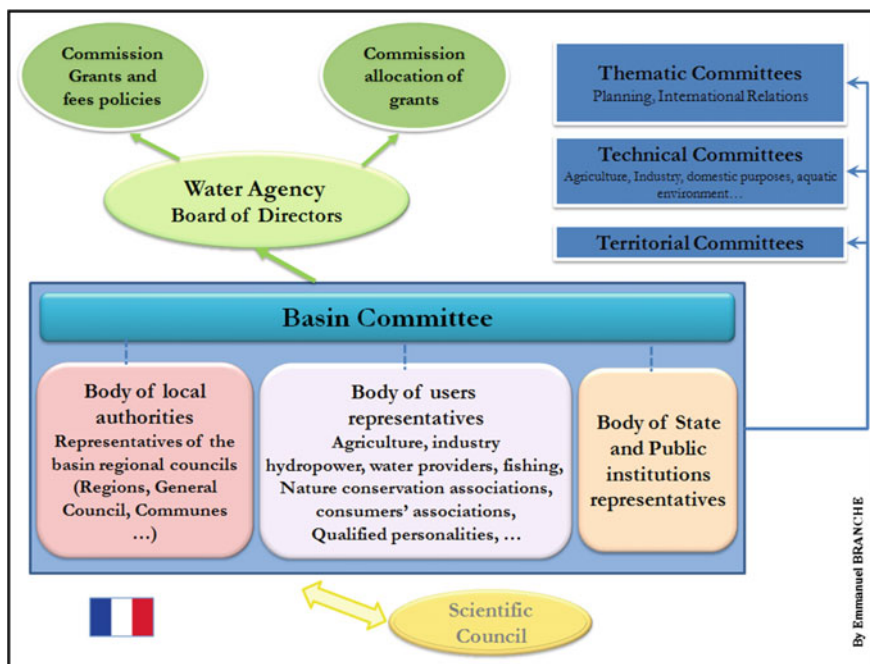 Commission
Grants and
fees policies
Commission
allocation of
grants
Water Agency
Board of Directors
Thematic Committees
Planning, International Relations
Technical Committees
Agriculture, Industry, domestic purposes, aquatic
environment…
Territorial Committees
Basin Committee
Body of local
authorities
Representatives of the
basin regional councils
(Regions, General
Council, Communes
…)
Body of users
representatives
Agriculture, industry
hydropower, water providers, fishing,
Nature conservation associations,
consumers’ associations,
Qualified personalities, …
Body of State
and Public
institutions
representatives
Scientific
Council
By Emmanuel BRANCHE